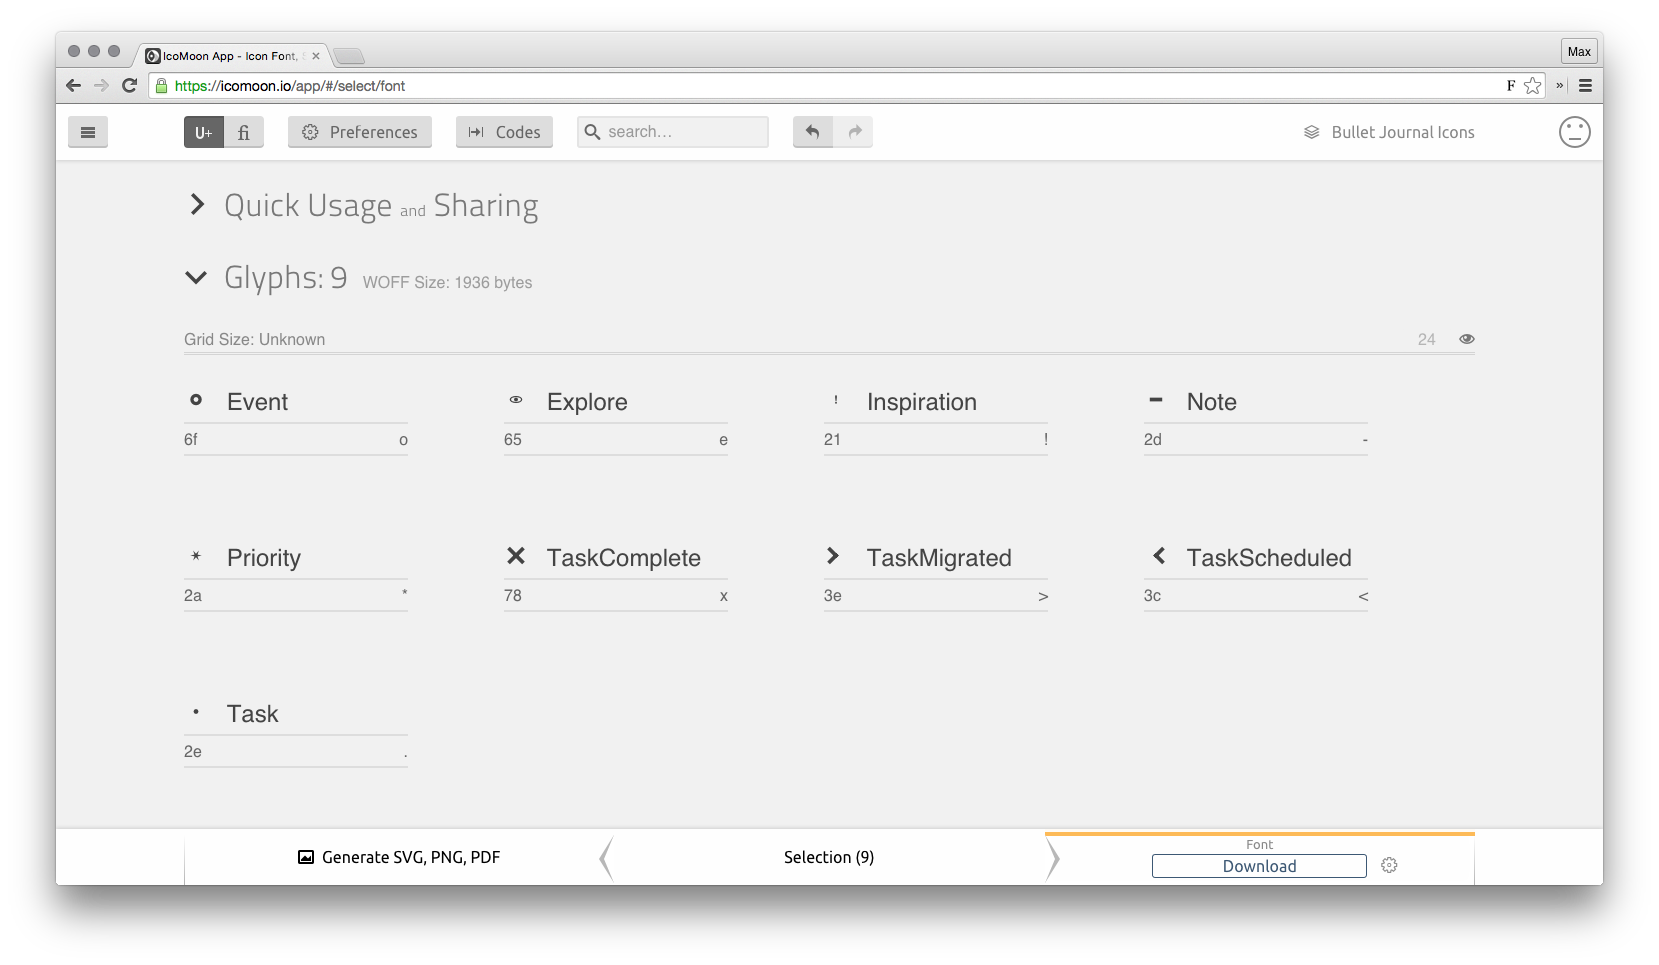 IcoMoon App - Icon Font,
Max
https://icomoon.io/app/#/select/font
F
»
U+ fi Preferences Codes search... Bullet Journal Icons
Quick Usage and Sharing
Glyphs: 9 WOFF Size: 1936 bytes
Grid Size: Unknown 24
Event Explore ! Inspiration Note
6f o 65 e 21 ! 2d -
* Priority TaskComplete TaskMigrated TaskScheduled
2a * 78 x 3e > 3c <
Task
2e .
Generate SVG, PNG, PDF Selection (9) Font
Download